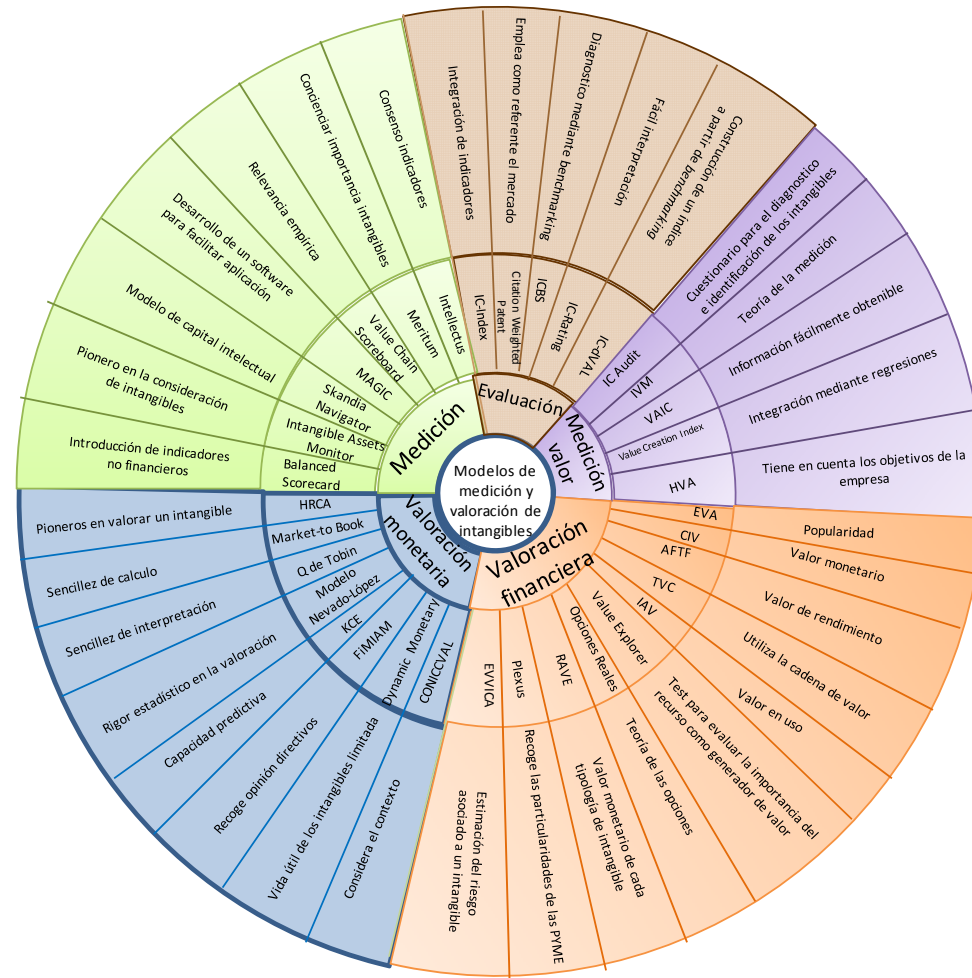 Modelos de
medición y
valoración de
intangibles
Medición
Balanced
Scorecard
Introducción de indicadores
no financieros
Intangible Assets
Monitor
Pionero en la consideración
de intangibles
Skandia
Navigator
Modelo de capital intelectual
MAGIC
Desarrollo de un software
para facilitar aplicación
Value Chain
Scoreboard
Relevancia empírica
Meritum
Concienciar importancia intangibles
Intellectus
Consenso indicadores
Evaluación
IC-Index
Integración de indicadores
Citation Weighted
Patent
Emplea como referente el mercado
ICBS
Diagnostico mediante benchmarking
IC-Rating
Fácil interpretación
IC-dVAL
Construcción de un índice
a partir de benchmarking
Medición
valor
IC Audit
Cuestionario para el diagnostico
e identificación de los intangibles
IVM
Teoría de la medición
VAIC
Información fácilmente obtenible
Value Creation Index
Integración mediante regresiones
HVA
Tiene en cuenta los objetivos de la
empresa
Valoración
financiera
EVA
Popularidad
CIV
Valor monetario
AFTF
Valor de rendimiento
TVC
Utiliza la cadena de valor
IAV
Valor en uso
Value Explorer
Test para evaluar la importancia del
recurso como generador de valor
Opciones Reales
Teoría de las opciones
RAVE
Valor monetario de cada
tipología de intangible
Plexus
Recoge las particularidades de las PYME
EVVICA
Estimación del riesgo
asociado a un intangible
Valoración
monetaria
HRCA
Pioneros en valorar un intangible
Market-to Book
Sencillez de calculo
Q de Tobin
Sencillez de interpretación
Modelo
Nevado-López
Rigor estadístico en la valoración
KCE
Capacidad predictiva
FiMIAM
Recoge opinión directivos
Dynamic Monetary
Vida útil de los intangibles limitada
CONICCVAL
Considera el contexto